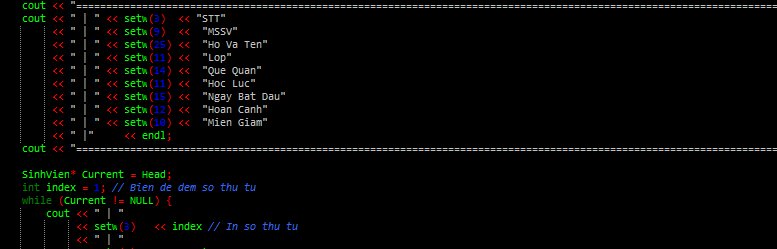 cout << "=====================================================================================================================
cout << " | " << setw(3)  << "STT"
     << " | " << setw(9)  <<  "MSSV"
     << " | " << setw(25) <<  "Ho Va Ten"
     << " | " << setw(11) <<  "Lop"
     << " | " << setw(14) <<  "Que Quan"
     << " | " << setw(11) <<  "Hoc Luc"
     << " | " << setw(15) <<  "Ngay Bat Dau"
     << " | " << setw(12) <<  "Hoan Canh"
     << " | " << setw(10) <<  "Mien Giam"
     << " |"     << endl;
cout << "=====================================================================================================================
SinhVien* Current = Head;
int index = 1; // Bien de dem so thu tu
while (Current != NULL) {
    cout << " | "
         << setw(3)   << index // In so thu tu
         << " | "